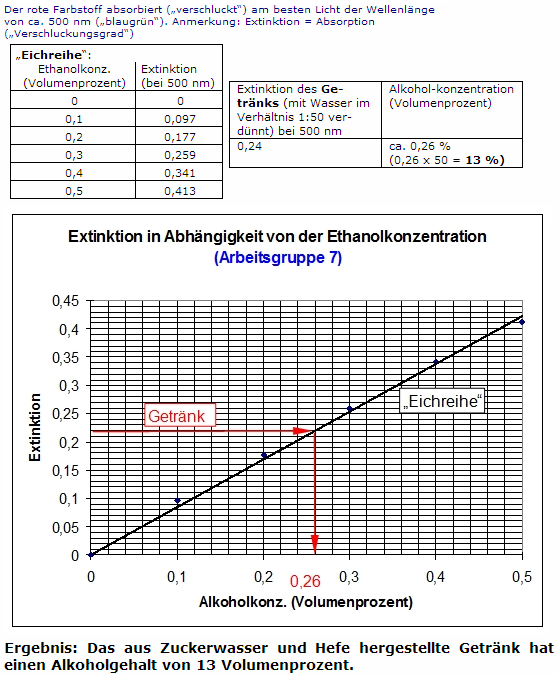 Der rote Farbstoff absorbiert („verschluckt“) am besten Licht der Wellenlänge
von ca. 500 nm („blaugrün“). Anmerkung: Extinktion = Absorption
(„Verschluckungsgrad“)
„Eichreihe“:
Ethanolkonz. Extinktion
(Volumenprozent) (bei 500 nm)
0 0
0,1 0,097
0,2 0,177
0,3 0,259
0,4 0,341
0,5 0,413
Extinktion des Ge- Alkohol-konzentration
tränks (mit Wasser im (Volumenprozent)
Verhältnis 1:50 ver-
dünnt) bei 500 nm
0,24 ca. 0,26 %
(0,26 x 50 = 13 %)
Extinktion in Abhängigkeit von der Ethanolkonzentration
(Arbeitsgruppe 7)
Extinktion
0,45
0,4
0,35
0,3
0,25
0,2
0,15
0,1
0,05
0
„Eichreihe“
Getränk
0 0,1 0,2 0,26 0,3 0,4 0,5
Alkoholkonz. (Volumenprozent)
Ergebnis: Das aus Zuckerwasser und Hefe hergestellte Getränk hat
einen Alkoholgehalt von 13 Volumenprozent.